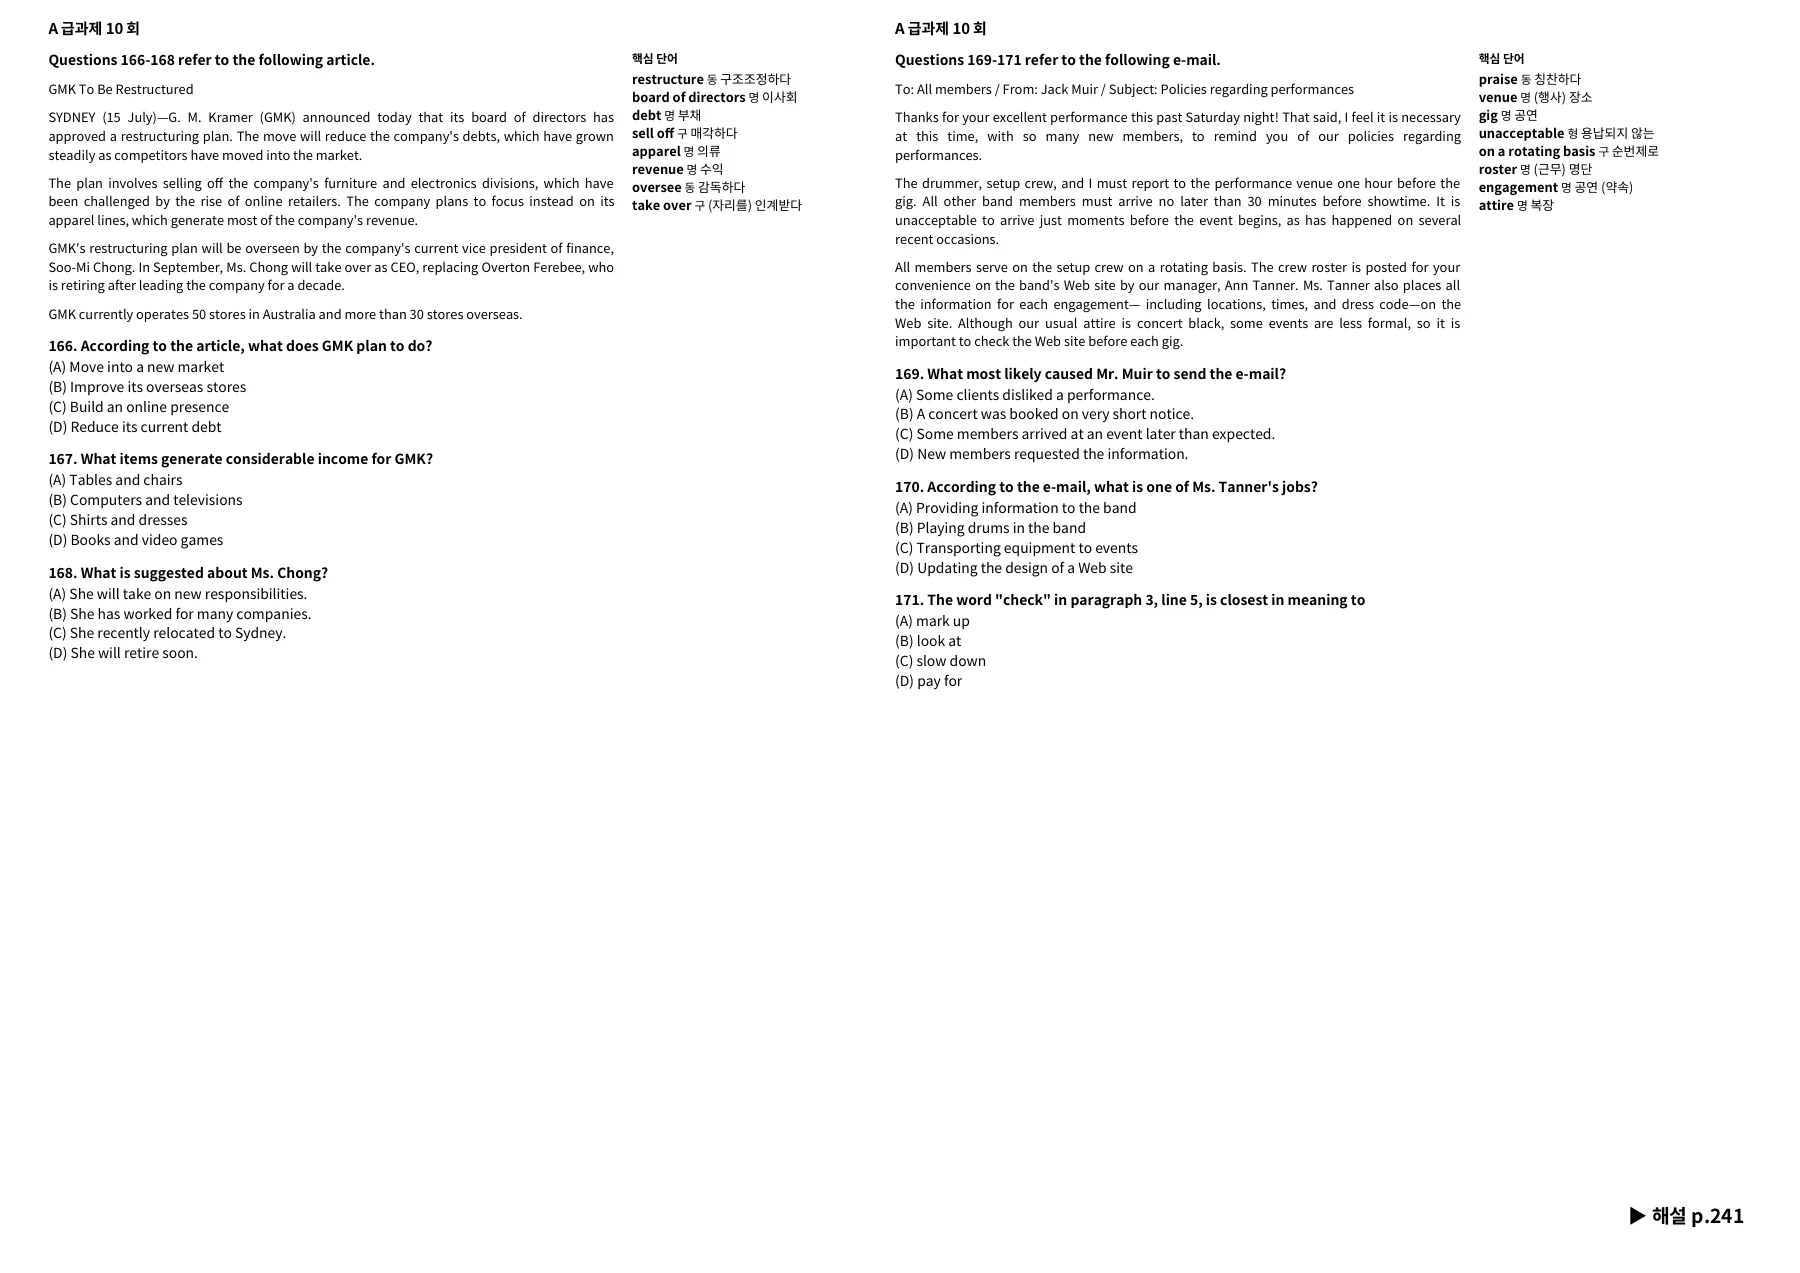 A 급과제 10 회
Questions 166-168 refer to the following article.
GMK To Be Restructured
SYDNEY (15 July)—G. M. Kramer (GMK) announced today that its board of directors has
approved a restructuring plan. The move will reduce the company's debts, which have grown
steadily as competitors have moved into the market.
The plan involves selling off the company's furniture and electronics divisions, which have
been challenged by the rise of online retailers. The company plans to focus instead on its
apparel lines, which generate most of the company's revenue.
GMK's restructuring plan will be overseen by the company's current vice president of finance,
Soo-Mi Chong. In September, Ms. Chong will take over as CEO, replacing Overton Ferebee, who
is retiring after leading the company for a decade.
GMK currently operates 50 stores in Australia and more than 30 stores overseas.
166. According to the article, what does GMK plan to do?
(A) Move into a new market
(B) Improve its overseas stores
(C) Build an online presence
(D) Reduce its current debt
167. What items generate considerable income for GMK?
(A) Tables and chairs
(B) Computers and televisions
(C) Shirts and dresses
(D) Books and video games
168. What is suggested about Ms. Chong?
(A) She will take on new responsibilities.
(B) She has worked for many companies.
(C) She recently relocated to Sydney.
(D) She will retire soon.
핵심 단어
restructure 동 구조조정하다
board of directors 명 이사회
debt 명 부채
sell off 구 매각하다
apparel 명 의류
revenue 명 수익
oversee 동 감독하다
take over 구 (자리를) 인계받다
A 급과제 10 회
Questions 169-171 refer to the following e-mail.
To: All members / From: Jack Muir / Subject: Policies regarding performances
Thanks for your excellent performance this past Saturday night! That said, I feel it is necessary
at this time, with so many new members, to remind you of our policies regarding
performances.
The drummer, setup crew, and I must report to the performance venue one hour before the
gig. All other band members must arrive no later than 30 minutes before showtime. It is
unacceptable to arrive just moments before the event begins, as has happened on several
recent occasions.
All members serve on the setup crew on a rotating basis. The crew roster is posted for your
convenience on the band's Web site by our manager, Ann Tanner. Ms. Tanner also places all
the information for each engagement— including locations, times, and dress code—on the
Web site. Although our usual attire is concert black, some events are less formal, so it is
important to check the Web site before each gig.
169. What most likely caused Mr. Muir to send the e-mail?
(A) Some clients disliked a performance.
(B) A concert was booked on very short notice.
(C) Some members arrived at an event later than expected.
(D) New members requested the information.
170. According to the e-mail, what is one of Ms. Tanner's jobs?
(A) Providing information to the band
(B) Playing drums in the band
(C) Transporting equipment to events
(D) Updating the design of a Web site
171. The word "check" in paragraph 3, line 5, is closest in meaning to
(A) mark up
(B) look at
(C) slow down
(D) pay for
핵심 단어
praise 동 칭찬하다
venue 명 (행사) 장소
gig 명 공연
unacceptable 형 용납되지 않는
on a rotating basis 구 순번제로
roster 명 (근무) 명단
engagement 명 공연 (약속)
attire 명 복장
▶ 해설 p.241